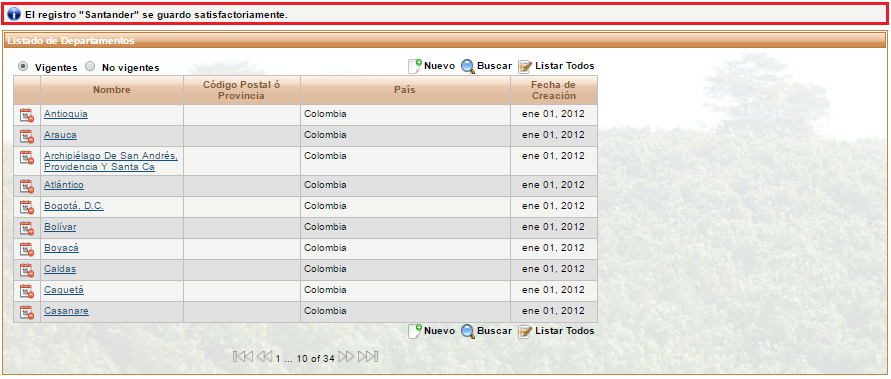 El registro "Santander" se guardo satisfactoriamente.
Listado de Departamentos
Vigentes No vigentes Nuevo Buscar Listar Todos
Nombre Código Postal ó Provincia País Fecha de Creación
Antioquia Colombia ene 01, 2012
Arauca Colombia ene 01, 2012
Archipiélago De San Andrés, Colombia ene 01, 2012
Providencia Y Santa Ca
Atlántico Colombia ene 01, 2012
Bogotá, D.C. Colombia ene 01, 2012
Bolívar Colombia ene 01, 2012
Boyacá Colombia ene 01, 2012
Caldas Colombia ene 01, 2012
Caquetá Colombia ene 01, 2012
Casanare Colombia ene 01, 2012
Nuevo Buscar Listar Todos
1 ... 10 of 34